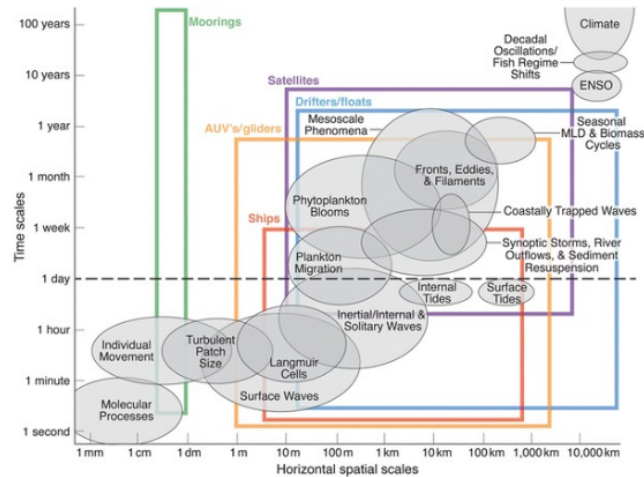 100 years
10 years
1 year
1 month
1 week
1 day
1 hour
1 minute
1 second
Time scales
Moorings
Satellites
Drifters/floats
AUV's/gliders
Ships
Climate
Decadal
Oscillations/
Fish Regime
Shifts
ENSO
Mesoscale
Phenomena
Seasonal
MLD & Biomass
Cycles
Fronts, Eddies,
& Filaments
Phytoplankton
Blooms
Coastally Trapped Waves
Synoptic Storms, River
Outflows, & Sediment
Resuspension
Plankton
Migration
Internal
Tides
Surface
Tides
Inertial/Internal &
Solitary Waves
Individual
Movement
Turbulent
Patch
Size
Langmuir
Cells
Surface Waves
Molecular
Processes
1 mm
1 cm
1 dm
1 m
10 m
100 m
1 km
10 km
100 km
1,000 km
10,000 km
Horizontal spatial scales